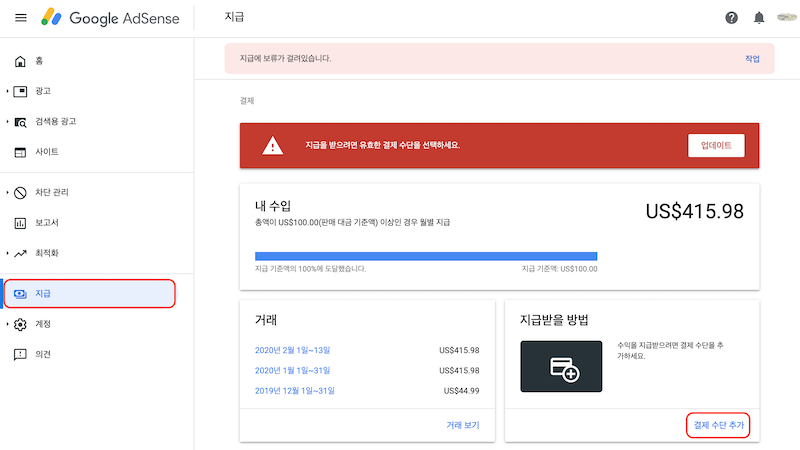 Google AdSense
지급
지급에 보류가 걸려있습니다.
작업
홈
광고
검색용 광고
사이트
차단 관리
보고서
최적화
지급
계정
의견
결제
지급을 받으려면 유효한 결제 수단을 선택하세요.
업데이트
내 수입
총액이 US$100.00(판매 대금 기준액) 이상인 경우 월별 지급
US$415.98
지급 기준액의 100%에 도달했습니다.
지급 기준액: US$100.00
거래
2020년 2월 1일~13일 US$415.98
2020년 1월 1일~31일 US$415.98
2019년 12월 1일~31일 US$44.99
거래 보기
지급받을 방법
수익을 지급받으려면 결제 수단을 추
가하세요.
결제 수단 추가